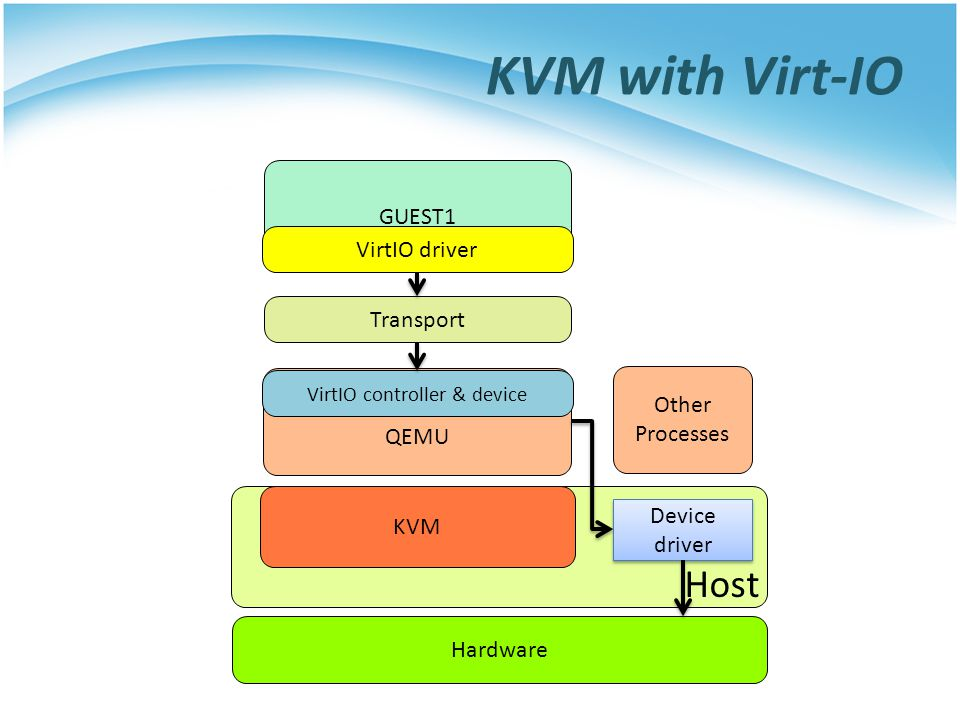 KVM with Virt-IO
GUEST1
VirtIO driver
Transport
VirtIO controller & device
QEMU
Other
Processes
KVM
Device
driver
Host
Hardware